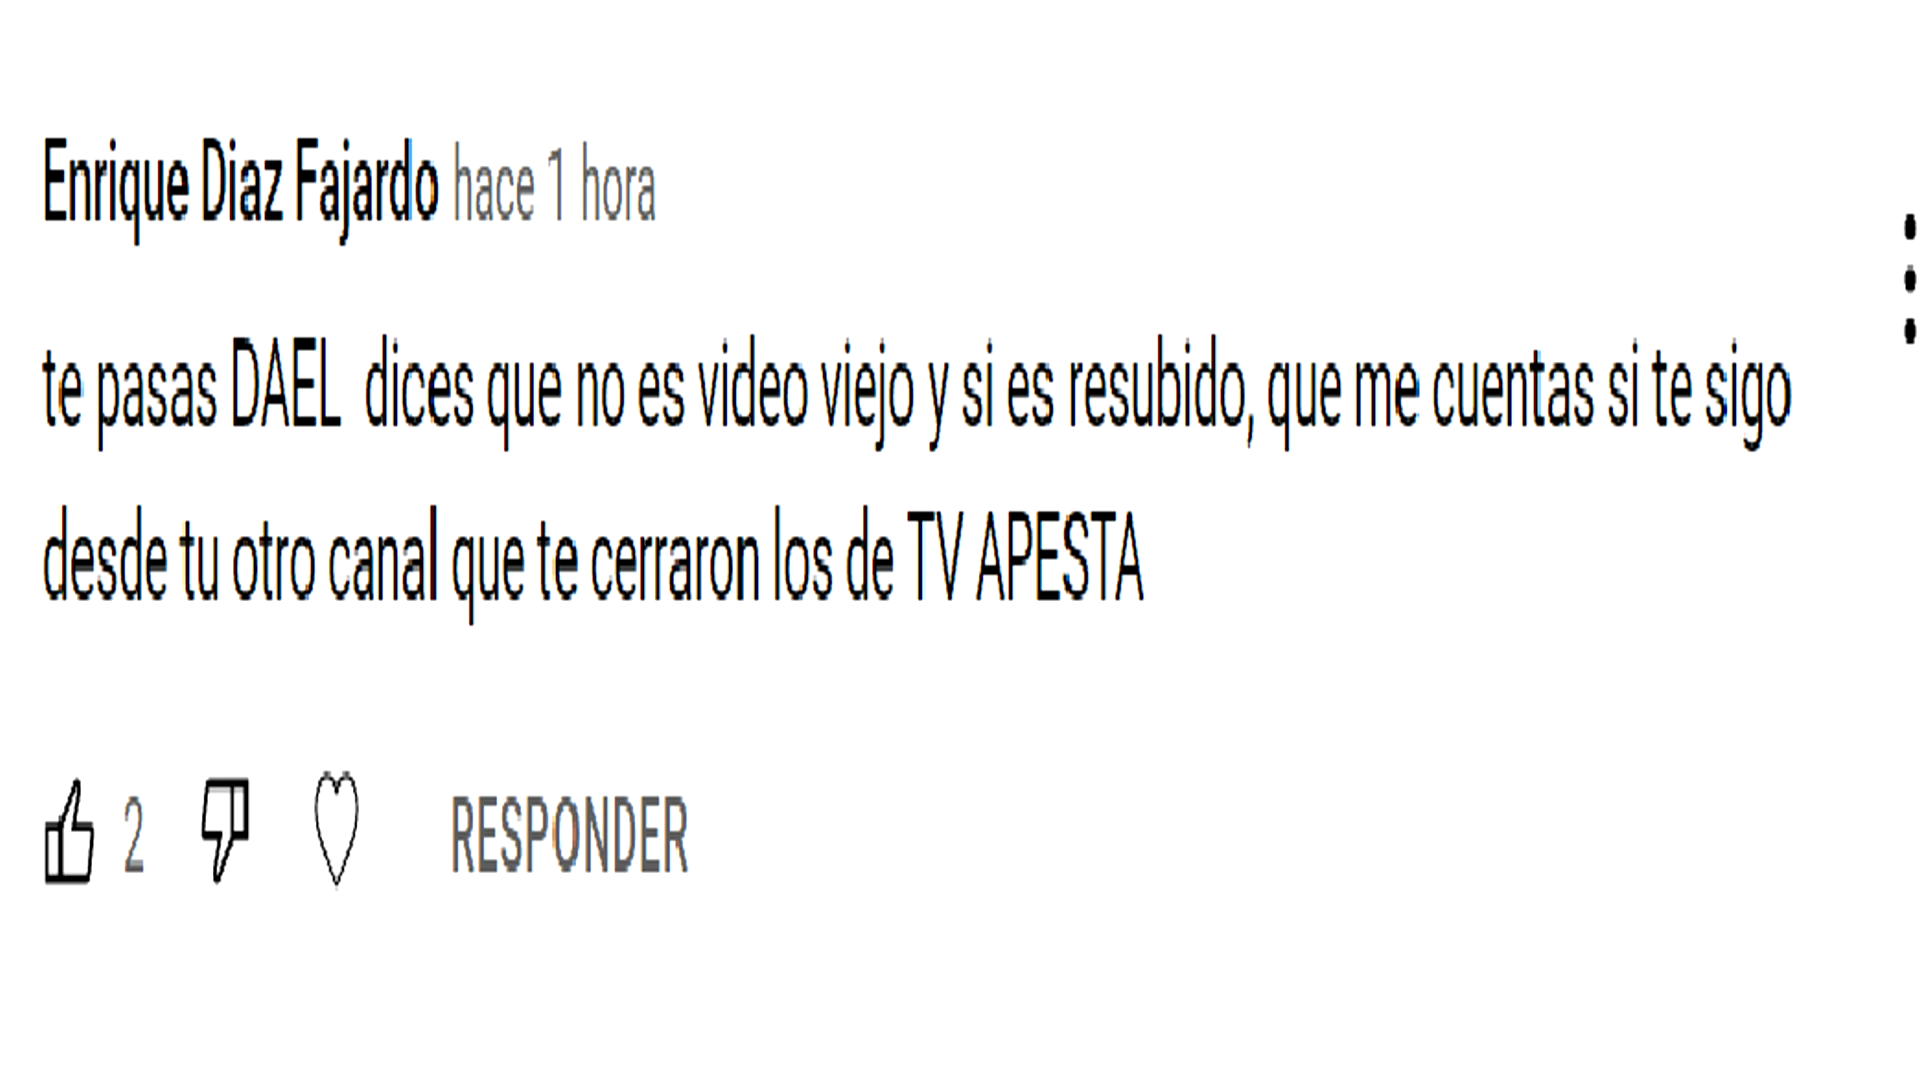 Enrique Diaz Fajardo hace 1 hora
te pasas DAEL  dices que no es video viejo y si es resubido, que me cuentas si te sigo
desde tu otro canal que te cerraron los de TV APESTA
2 RESPONDER